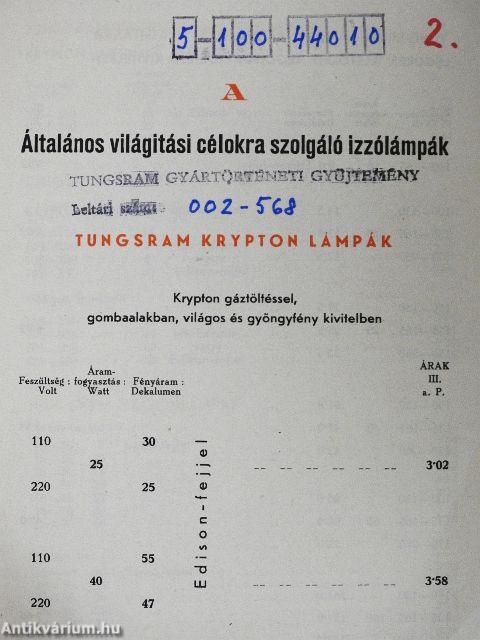 5-100-44010
2.
A
Általános világitási célokra szolgáló izzólámpák
TUNGSRAM GYÁRTÖRTÉNETI GYŰJTEMÉNY
Leltári szám: 002-568
TUNGSRAM KRYPTON LÁMPÁK
Krypton gáztöltéssel,
gombaalakban, világos és gyöngyfény kivitelben
Feszültség : Volt
Áram-fogyasztás : Watt
Fényáram : Dekalumen
ÁRAK
III.
a. P.
110 30
25 3·02
220 25
Edison-fejjel
110 55
40 3·58
220 47
Antikvárium.hu